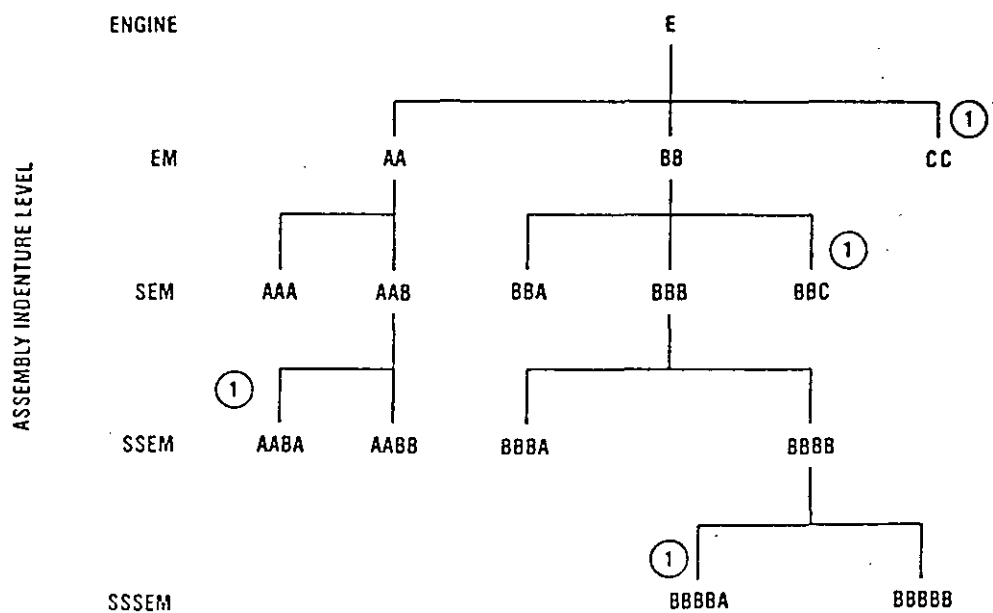 ENGINE E
1
EM AA BB CC
1
SEM AAA AAB BBA BBB BBC
1
SSEM AABA AABB BBBA BBBB
1
SSSEM BBBBA BBBBB
ASSEMBLY INDENTURE LEVEL